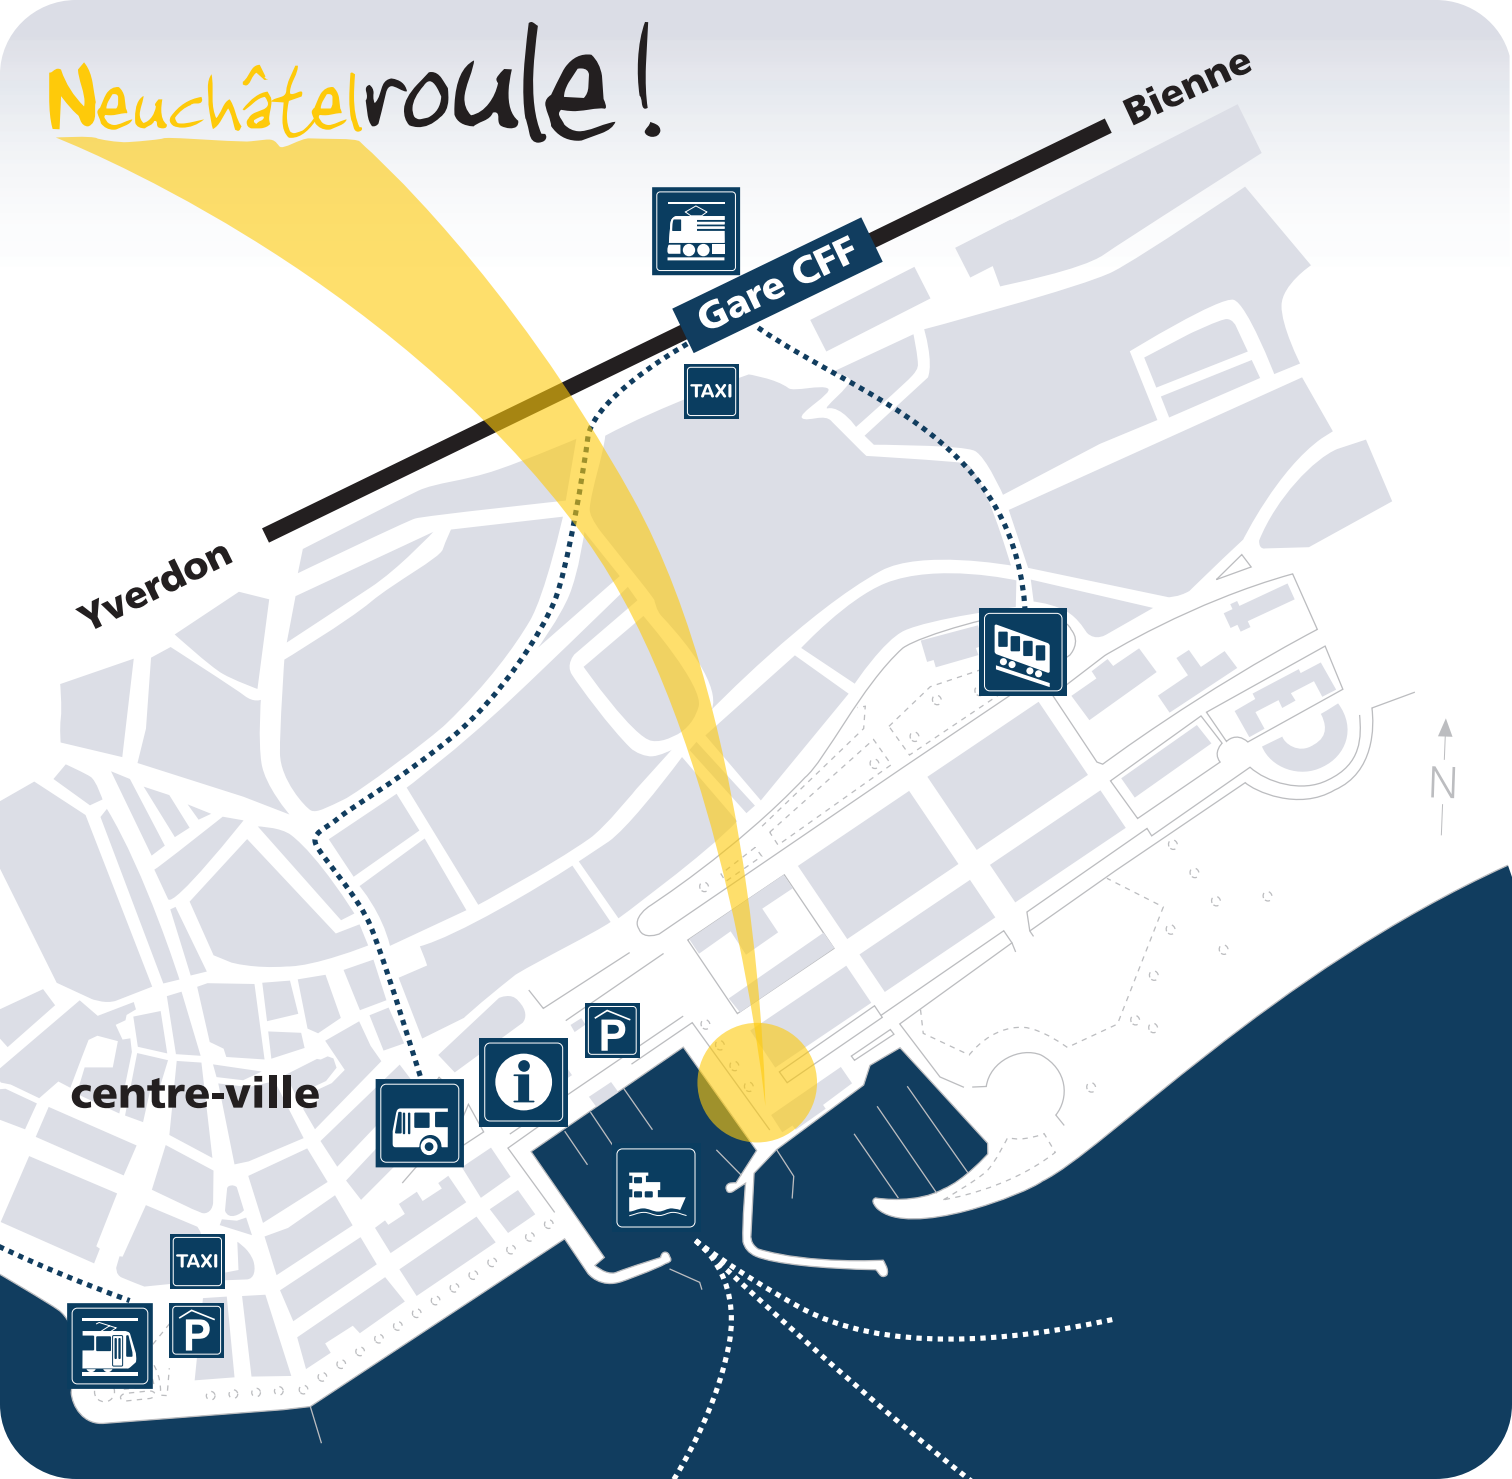 Neuchâtelroule!
Bienne
Gare CFF
TAXI
Yverdon
N
P
i
centre-ville
TAXI
P